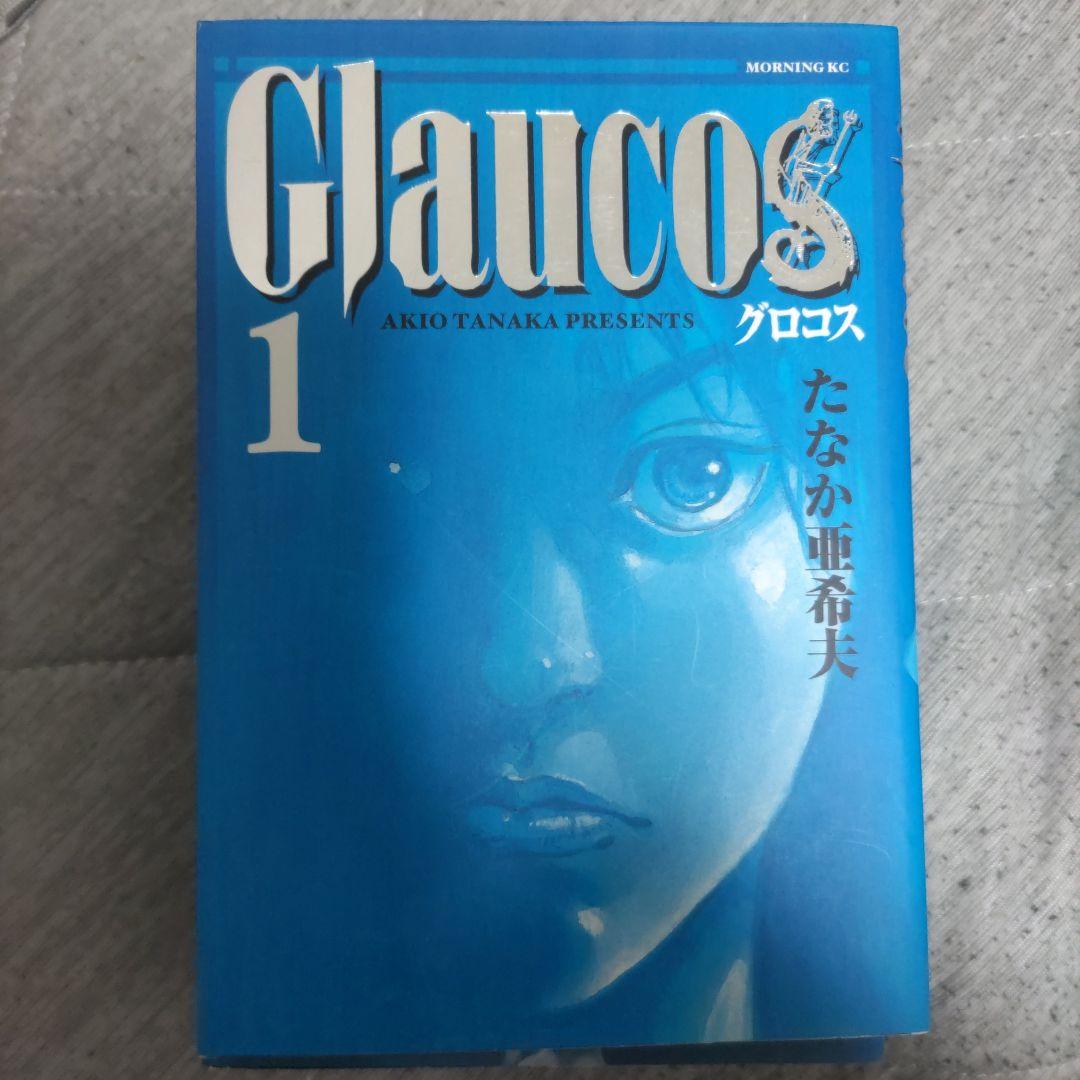 MORNING KC
Glaucos
AKIO TANAKA PRESENTS
グロコス
1
たなか亜希夫